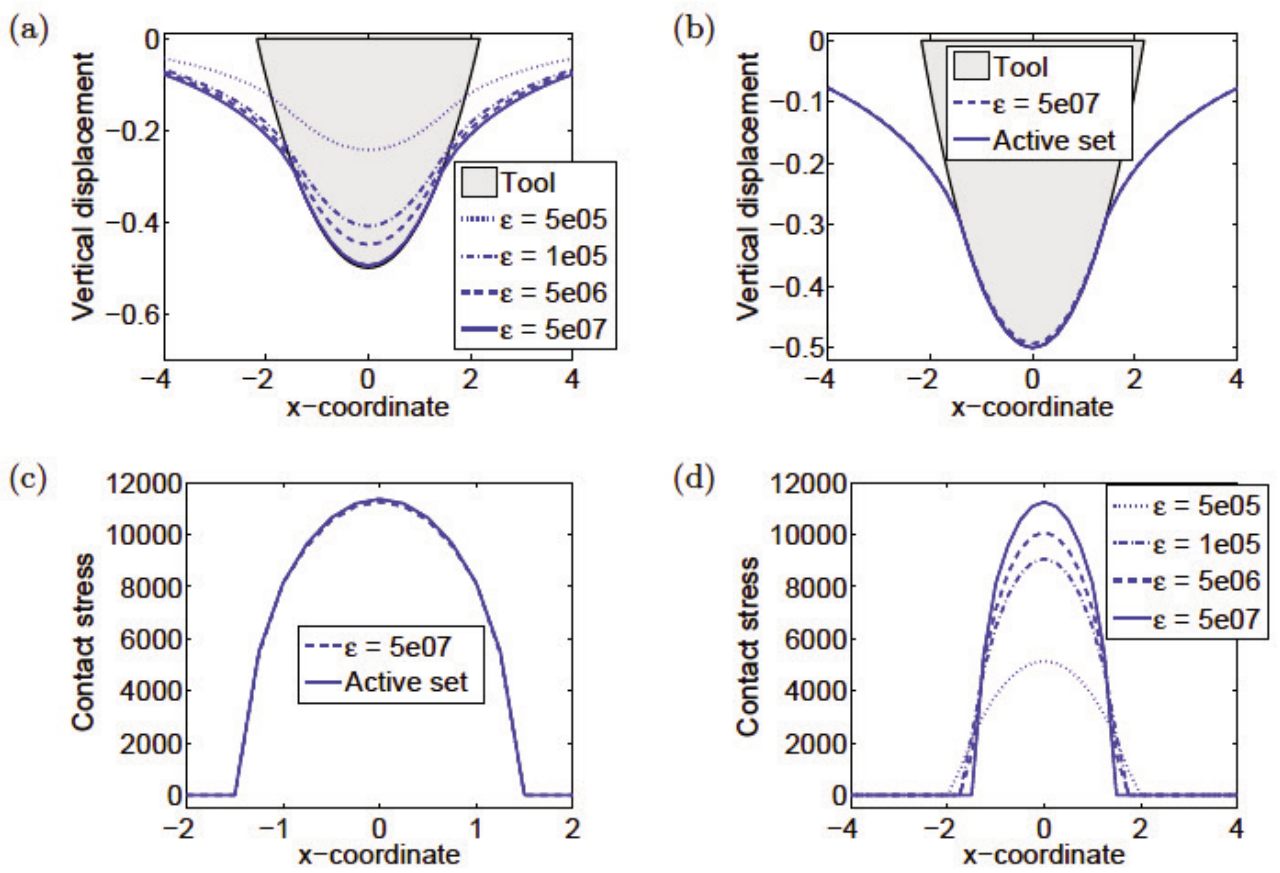 (a)
0
−0.2
−0.4
−0.6
Vertical displacement
−4 −2 0 2 4
x−coordinate
Tool
ε = 5e05
ε = 1e05
ε = 5e06
ε = 5e07
(b)
0
−0.1
−0.2
−0.3
−0.4
−0.5
Vertical displacement
−4 −2 0 2 4
x−coordinate
Tool
ε = 5e07
Active set
(c)
12000
10000
8000
6000
4000
2000
0
Contact stress
−2 −1 0 1 2
x−coordinate
ε = 5e07
Active set
(d)
12000
10000
8000
6000
4000
2000
0
Contact stress
−4 −2 0 2 4
x−coordinate
ε = 5e05
ε = 1e05
ε = 5e06
ε = 5e07